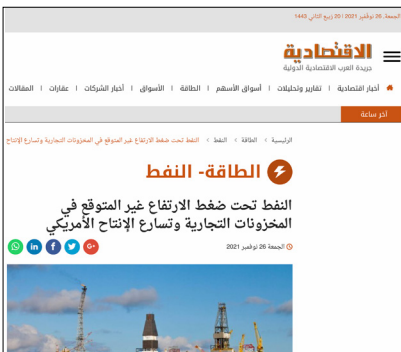 الجمعة 26 نوفمبر 2021 | 20 ربيع الثاني 1443
الاقتصادية
جريدة العرب الاقتصادية الدولية
أخبار اقتصادية | تقارير وتحليلات | أسواق الأسهم | الطاقة | الأسواق | أخبار الشركات | عقارات | المقالات
آخر ساعة
الرئيسية > الطاقة > النفط > النفط تحت ضغط الارتفاع غير المتوقع في المخزونات التجارية وتسارع الإنتاج
الطاقة- النفط
النفط تحت ضغط الارتفاع غير المتوقع في
المخزونات التجارية وتسارع الإنتاج الأمريكي
الجمعة 26 نوفمبر 2021